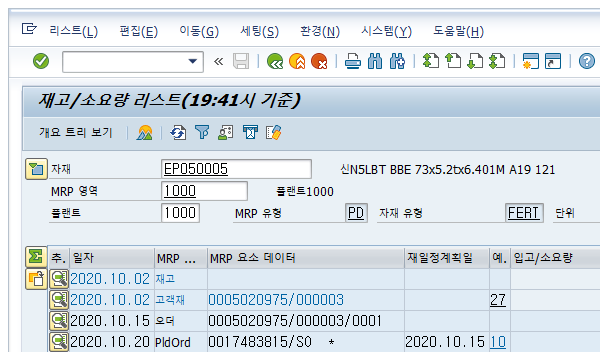 리스트(L) 편집(E) 이동(G) 세팅(S) 환경(N) 시스템(Y) 도움말(H)
재고/소요량 리스트(19:41시 기준)
개요 트리 보기
자재 EP050005 신N5LBT BBE 73x5.2tx6.401M A19 121
MRP 영역 1000 플랜트1000
플랜트 1000 MRP 유형 PD 자재 유형 FERT 단위
추. 일자 MRP ... MRP 요소 데이터 재일정계획일 예. 입고/소요량
2020.10.02 재고
2020.10.02 고객재 0005020975/000003 27
2020.10.15 오더 0005020975/000003/0001
2020.10.20 PldOrd 0017483815/SO * 2020.10.15 10